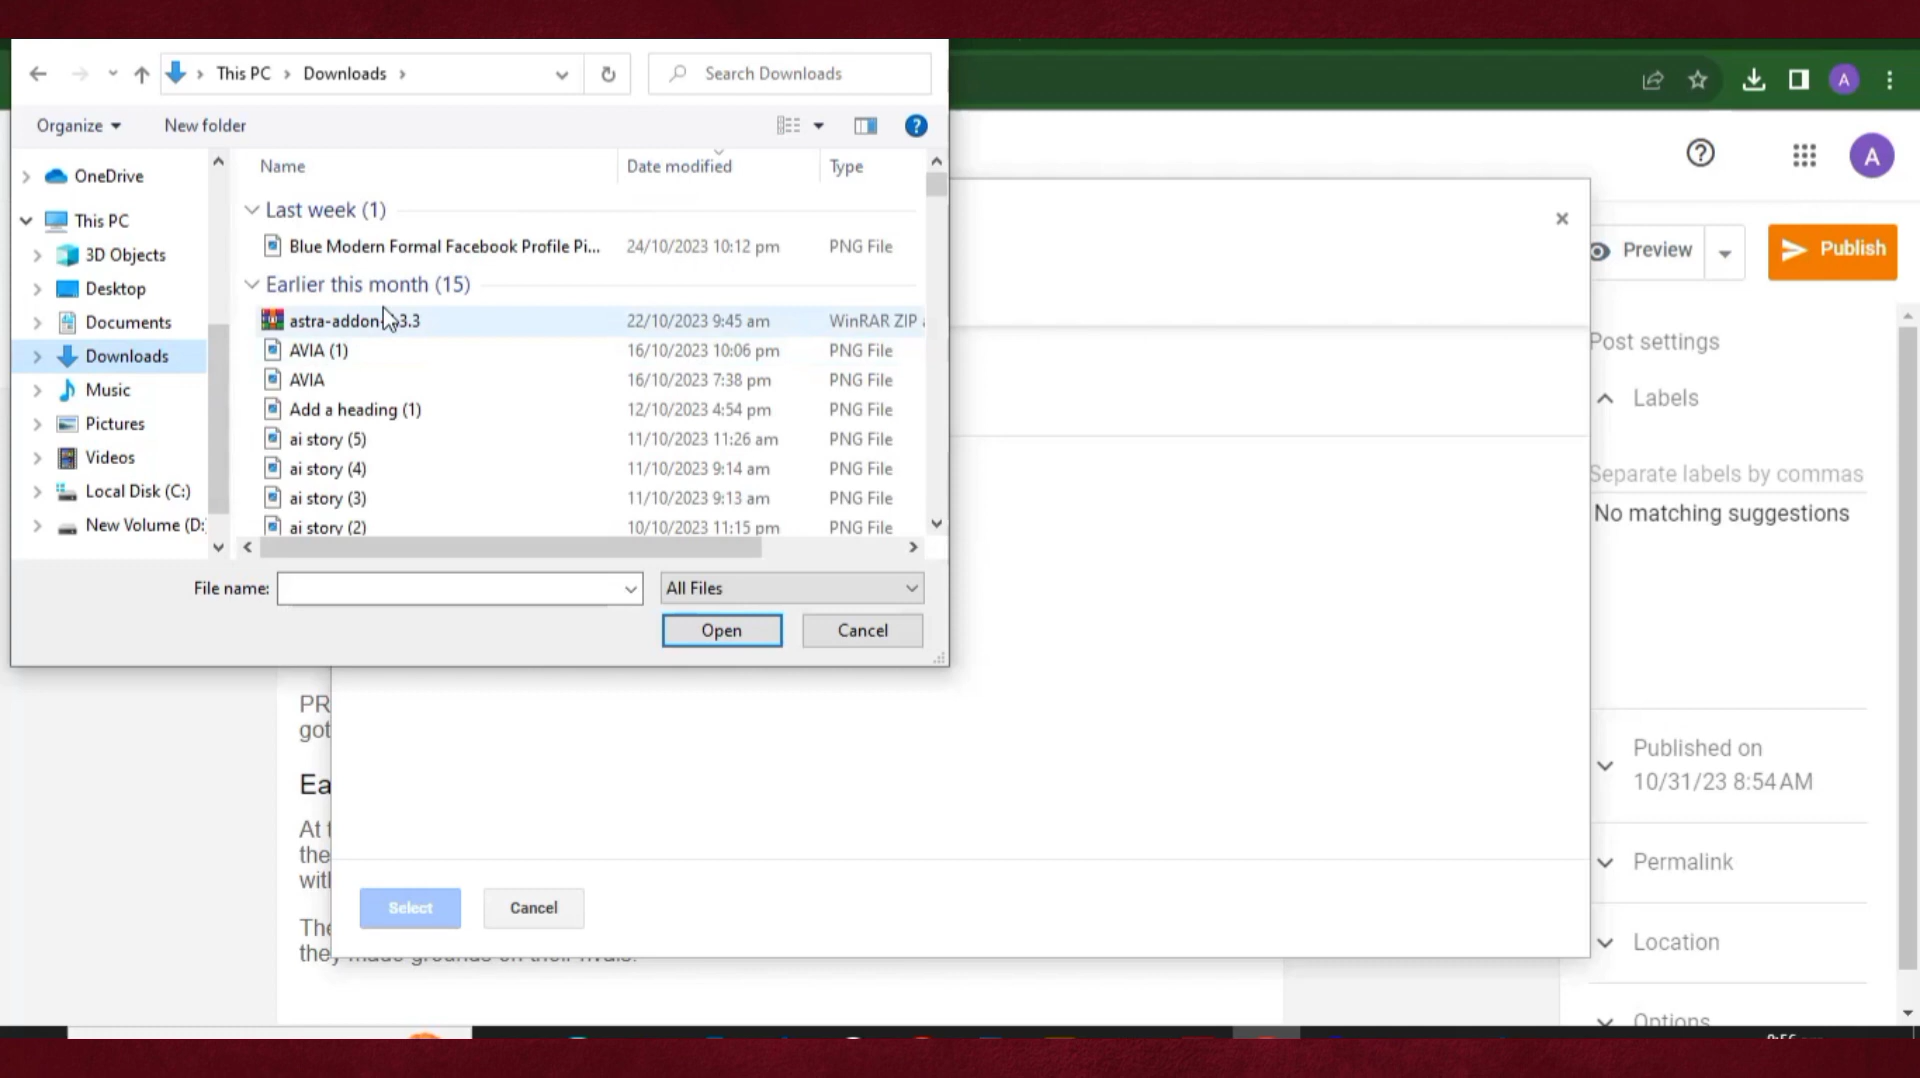 This PC > Downloads >
Search Downloads
A
Organize
New folder
?
OneDrive
This PC
3D Objects
Desktop
Documents
Downloads
Music
Pictures
Videos
Local Disk (C:)
New Volume (D:
Name Date modified Type
Last week (1)
Blue Modern Formal Facebook Profile Pi... 24/10/2023 10:12 pm PNG File
Earlier this month (15)
astra-addon- 3.3 22/10/2023 9:45 am WinRAR ZIP
AVIA (1) 16/10/2023 10:06 pm PNG File
AVIA 16/10/2023 7:38 pm PNG File
Add a heading (1) 12/10/2023 4:54 pm PNG File
ai story (5) 11/10/2023 11:26 am PNG File
ai story (4) 11/10/2023 9:14 am PNG File
ai story (3) 11/10/2023 9:13 am PNG File
ai story (2) 10/10/2023 11:15 pm PNG File
File name:
All Files
Open
Cancel
?
A
×
Preview
Publish
Post settings
Labels
Separate labels by commas
No matching suggestions
Published on
10/31/23 8:54 AM
Permalink
Location
Options
PR
got
Ea
At t
the
with
The
they made grounds on their rivals.
Select
Cancel